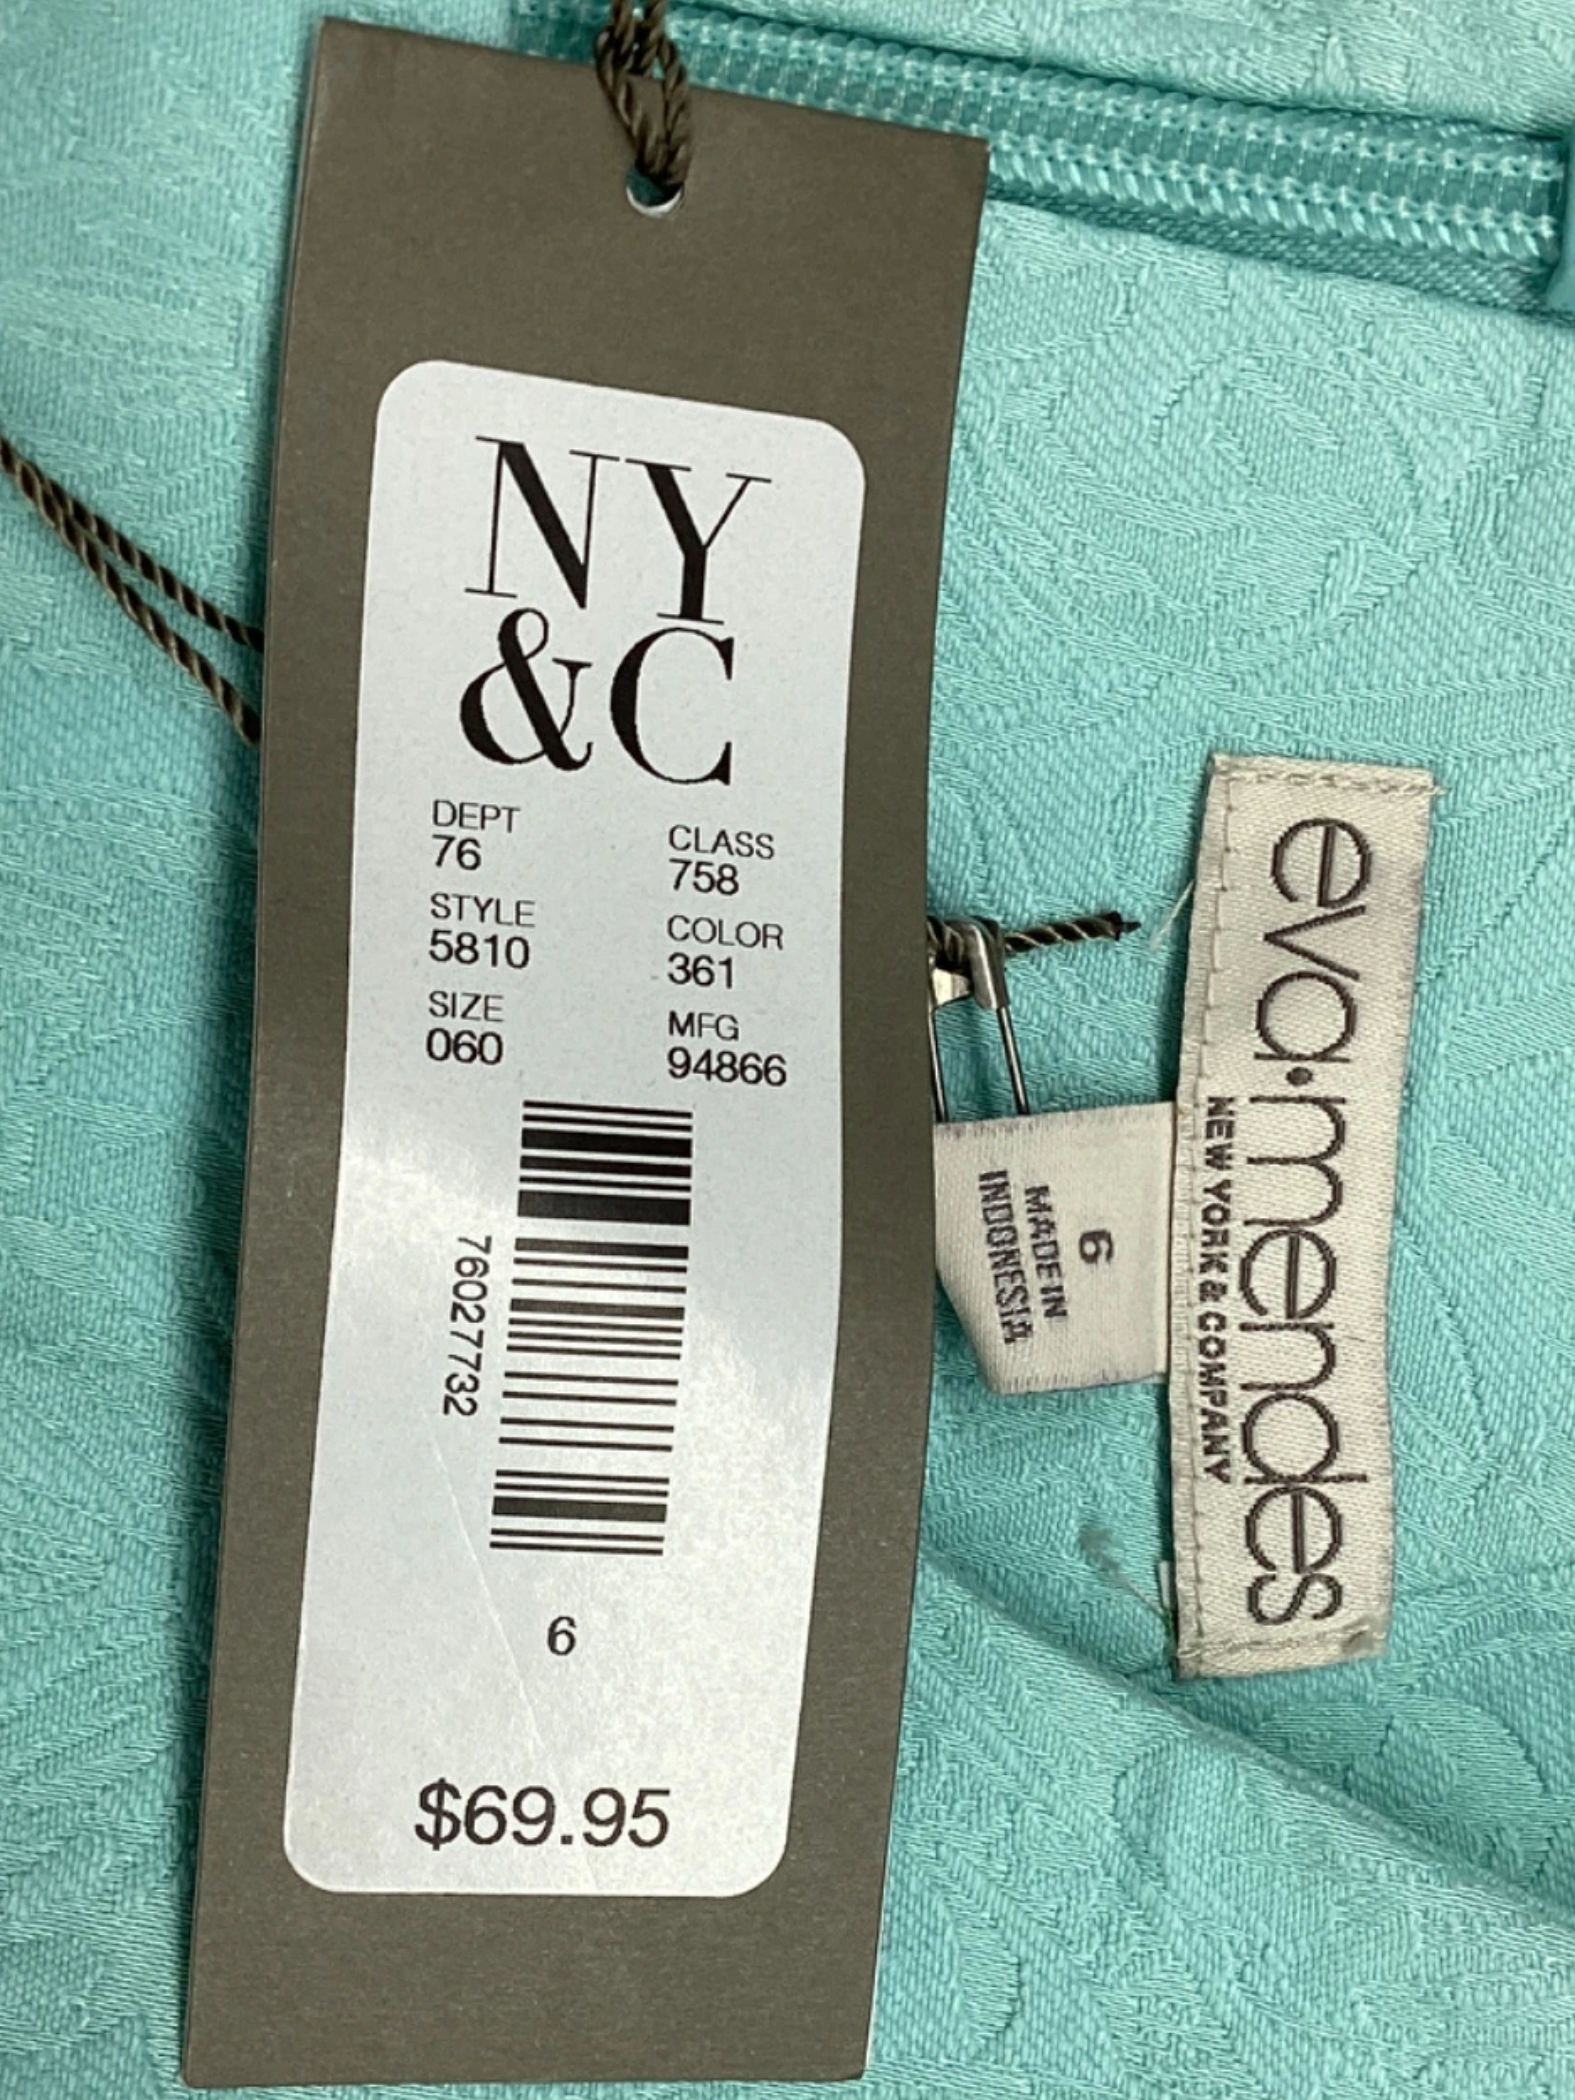 NY
&C
DEPT
76
CLASS
758
STYLE
5810
COLOR
361
SIZE
060
MFG
94866
76027732
6
$69.95
eva·mendes
NEW YORK & COMPANY
6
MADE IN
INDONESIA